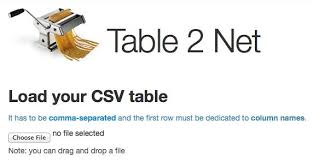 Table 2 Net
Load your CSV table
It has to be comma-separated and the first row must be dedicated to column names.
Choose File no file selected
Note: you can drag and drop a file